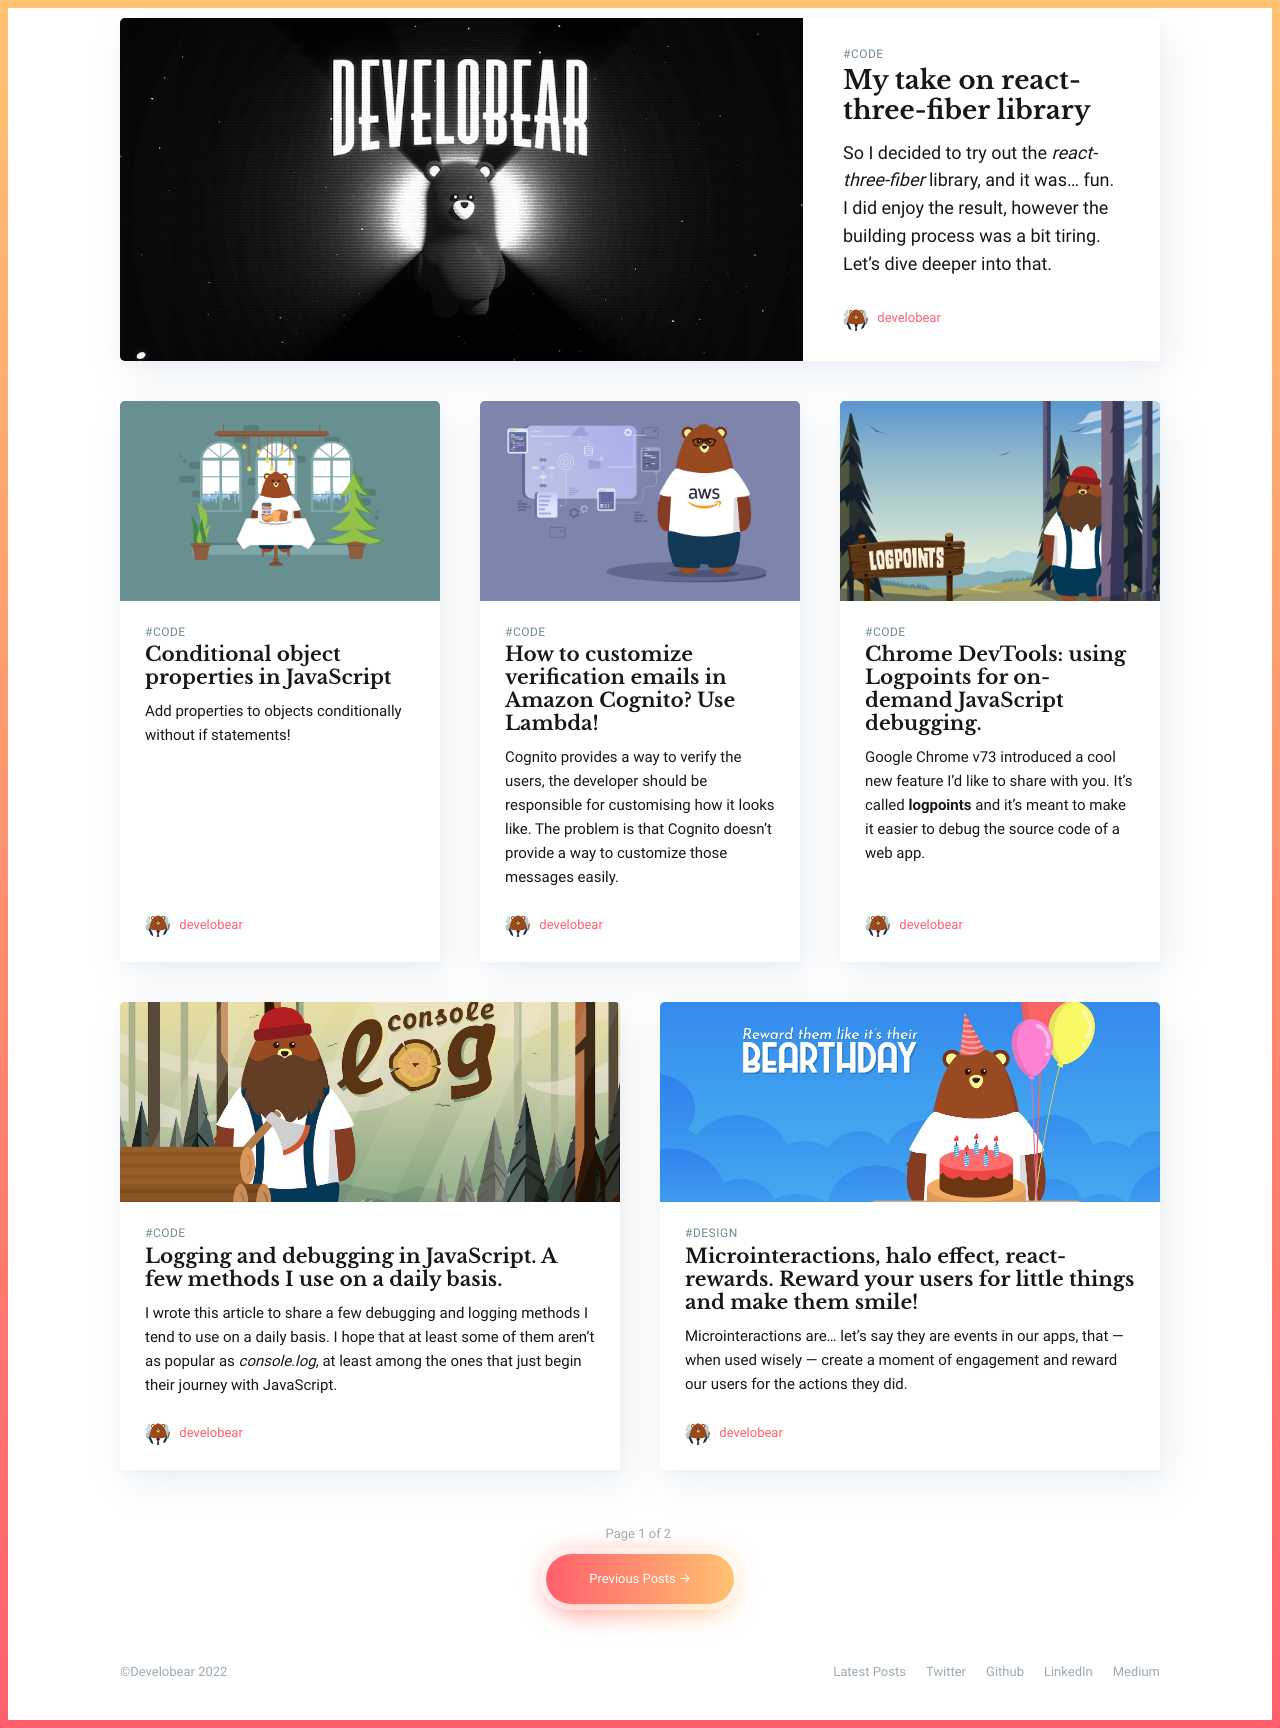 DEVELOBEAR
#CODE
My take on react-
three-fiber library
So I decided to try out the react-
three-fiber library, and it was… fun.
I did enjoy the result, however the
building process was a bit tiring.
Let’s dive deeper into that.
develobear
#CODE
Conditional object
properties in JavaScript
Add properties to objects conditionally
without if statements!
develobear
aws
#CODE
How to customize
verification emails in
Amazon Cognito? Use
Lambda!
Cognito provides a way to verify the
users, the developer should be
responsible for customising how it looks
like. The problem is that Cognito doesn’t
provide a way to customize those
messages easily.
develobear
LOGPOINTS
#CODE
Chrome DevTools: using
Logpoints for on-
demand JavaScript
debugging.
Google Chrome v73 introduced a cool
new feature I’d like to share with you. It’s
called logpoints and it’s meant to make
it easier to debug the source code of a
web app.
develobear
console
log
#CODE
Logging and debugging in JavaScript. A
few methods I use on a daily basis.
I wrote this article to share a few debugging and logging methods I
tend to use on a daily basis. I hope that at least some of them aren’t
as popular as console.log, at least among the ones that just begin
their journey with JavaScript.
develobear
Reward them like it's their
BEARTHDAY
#DESIGN
Microinteractions, halo effect, react-
rewards. Reward your users for little things
and make them smile!
Microinteractions are… let’s say they are events in our apps, that —
when used wisely — create a moment of engagement and reward
our users for the actions they did.
develobear
Page 1 of 2
Previous Posts →
©Develobear 2022
Latest Posts Twitter Github LinkedIn Medium